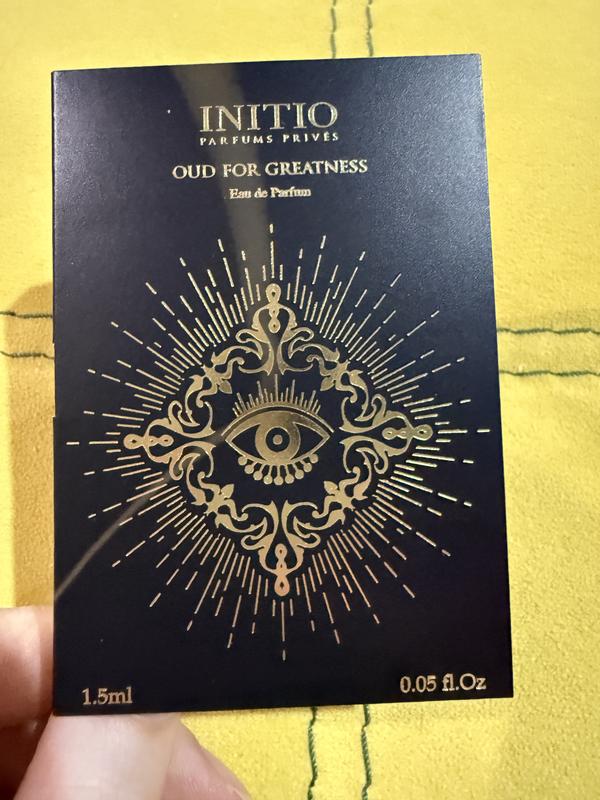 INITIO
PARFUMS PRIVÉS
OUD FOR GREATNESS
Eau de Parfum
1.5ml
0.05 fl.Oz